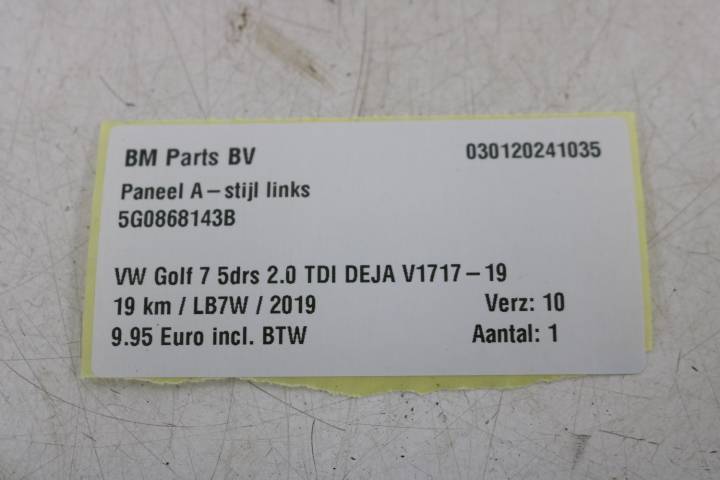 BM Parts BV 030120241035
Paneel A-stijl links
5G0868143B
VW Golf 7 5drs 2.0 TDI DEJA V1717-19
19 km / LB7W / 2019 Verz: 10
9.95 Euro incl. BTW Aantal: 1